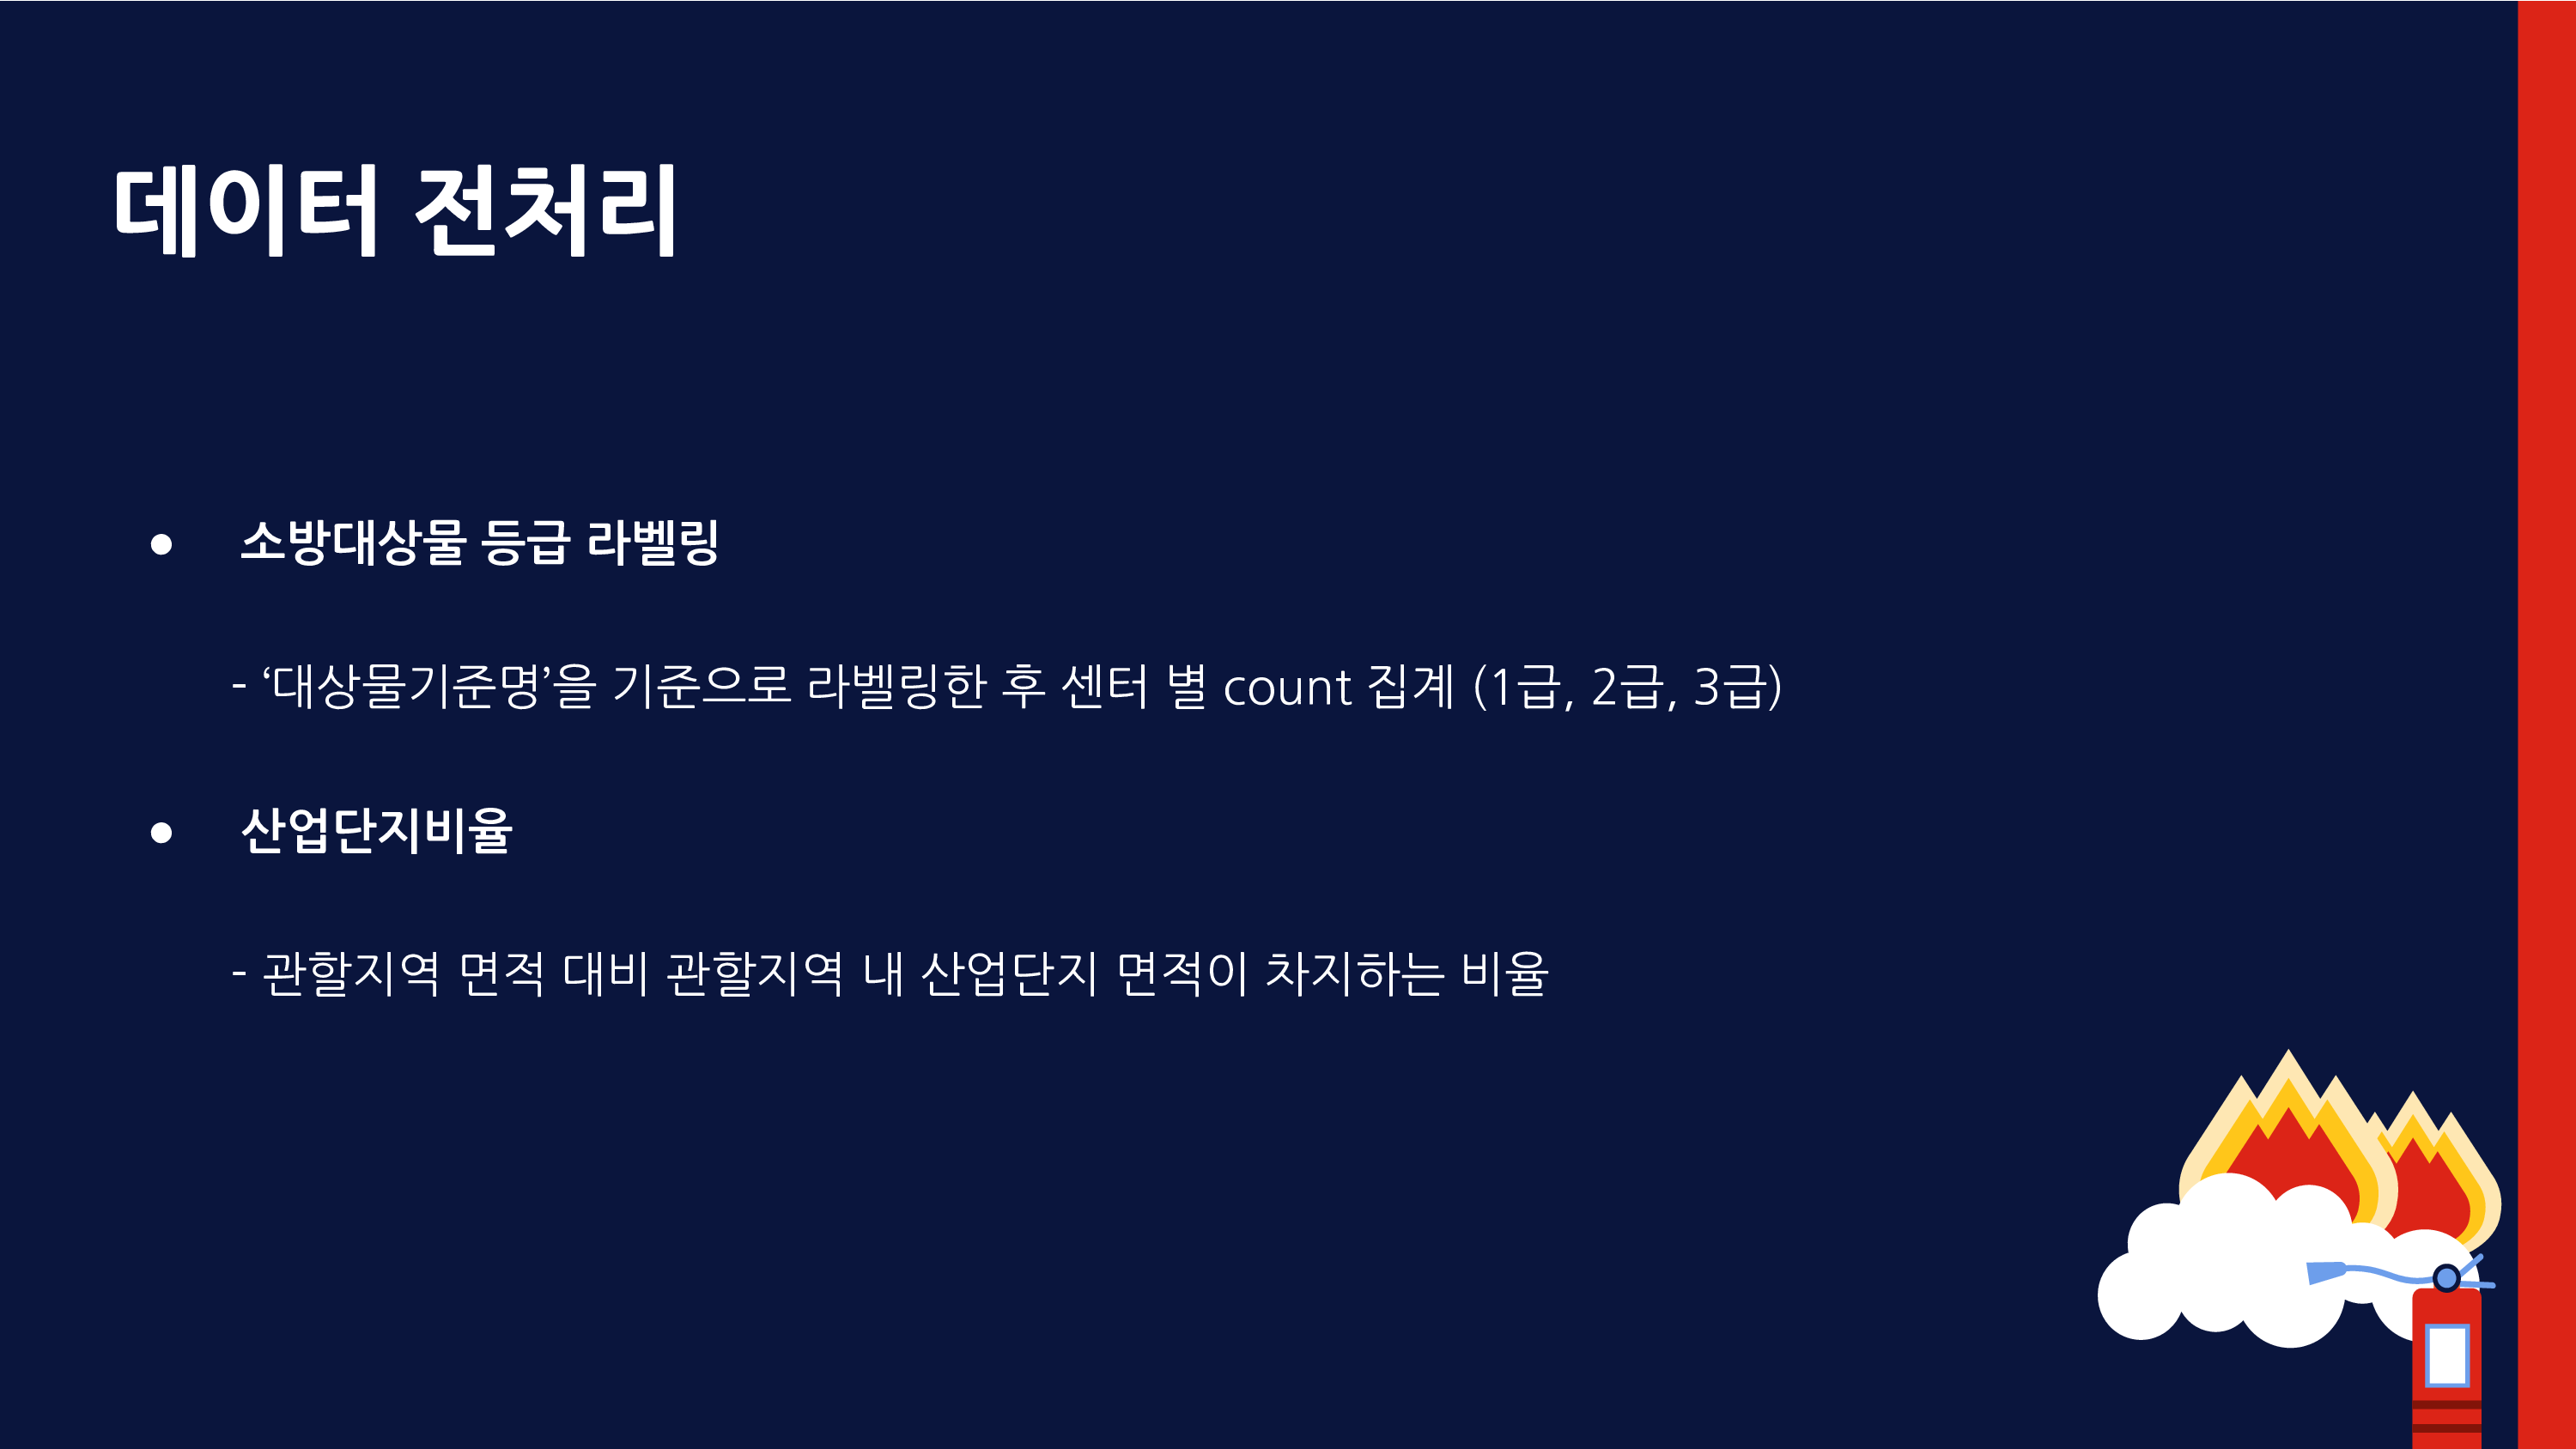 데이터 전처리
● 소방대상물 등급 라벨링
- ‘대상물기준명’을 기준으로 라벨링한 후 센터 별 count 집계 (1급, 2급, 3급)
● 산업단지비율
- 관할지역 면적 대비 관할지역 내 산업단지 면적이 차지하는 비율